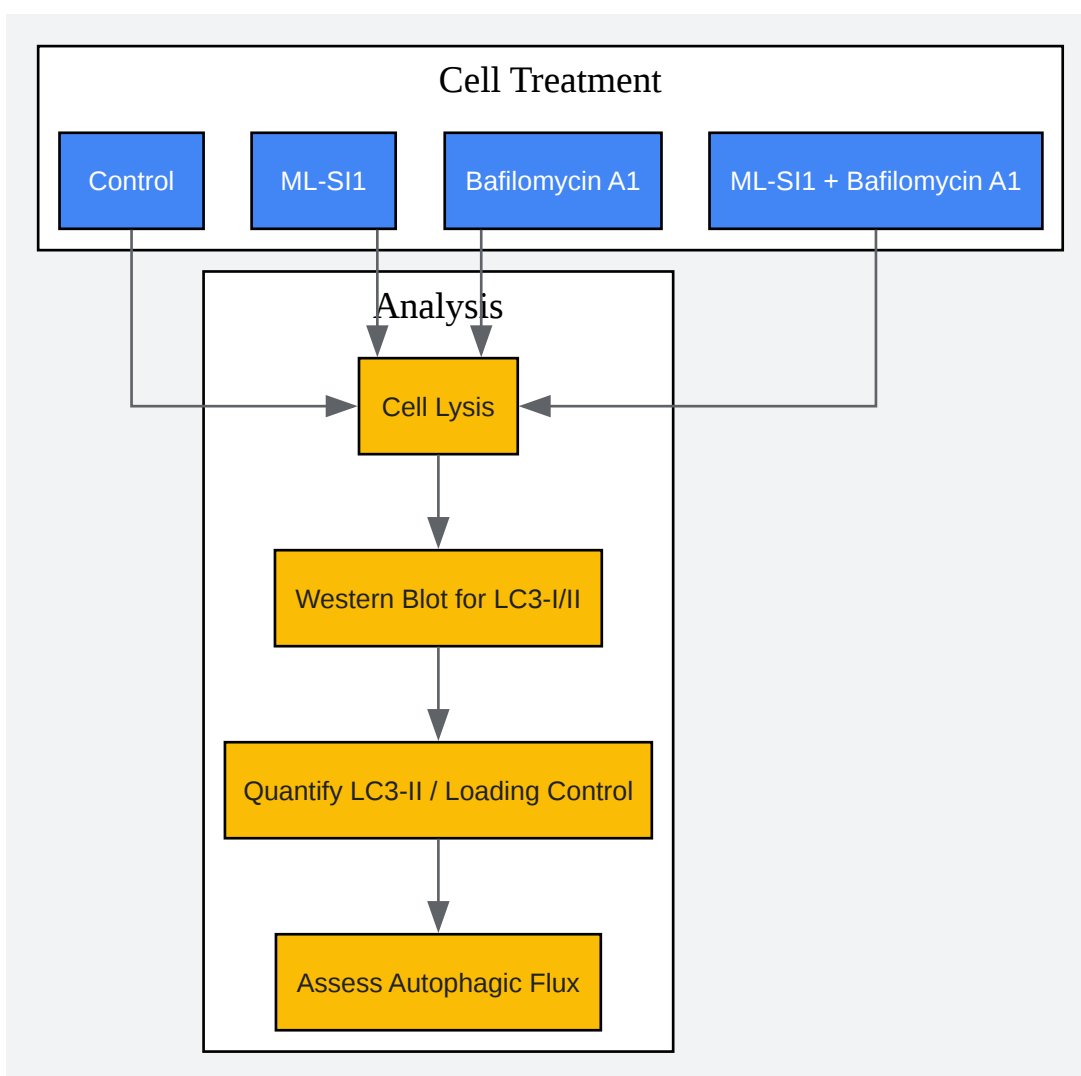 Cell Treatment
Control
ML-SI1
Bafilomycin A1
ML-SI1 + Bafilomycin A1
Analysis
Cell Lysis
Western Blot for LC3-I/II
Quantify LC3-II / Loading Control
Assess Autophagic Flux